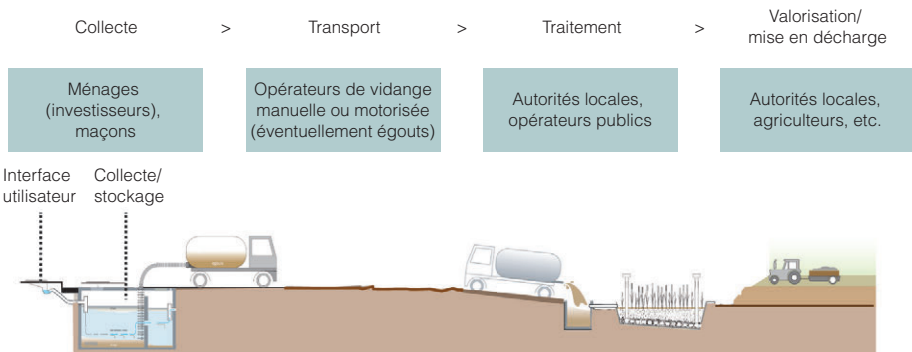 Collecte > Transport > Traitement > Valorisation/
mise en décharge
Ménages
(investisseurs),
maçons
Opérateurs de vidange
manuelle ou motorisée
(éventuellement égouts)
Autorités locales,
opérateurs publics
Autorités locales,
agriculteurs, etc.
Interface
utilisateur
Collecte/
stockage